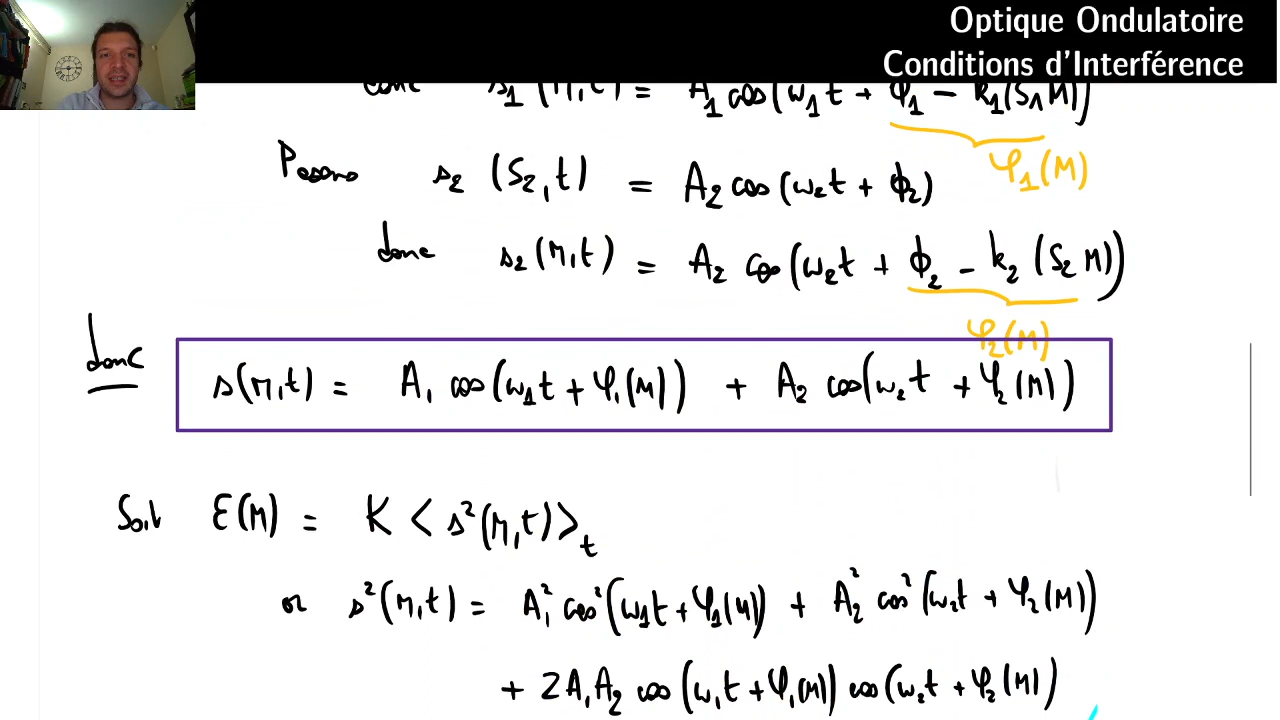 Optique Ondulatoire
Conditions d'Interférence
donc s₁(M,t) = A₁ cos(ω₁t + φ₁ − k₁(S₁M))
φ₁(M)
Posons s₂(S₂,t) = A₂ cos(ω₂t + ϕ₂)
donc s₂(M,t) = A₂ cos(ω₂t + ϕ₂ − k₂(S₂M))
φ₂(M)
donc s(M,t) = A₁ cos(ω₁t + φ₁(M)) + A₂ cos(ω₂t + φ₂(M))
Soit ε(M) = K < s²(M,t) >ₜ
or s²(M,t) = A₁² cos²(ω₁t + φ₁(M)) + A₂² cos²(ω₂t + φ₂(M))
+ 2A₁A₂ cos(ω₁t + φ₁(M)) cos(ω₂t + φ₂(M))